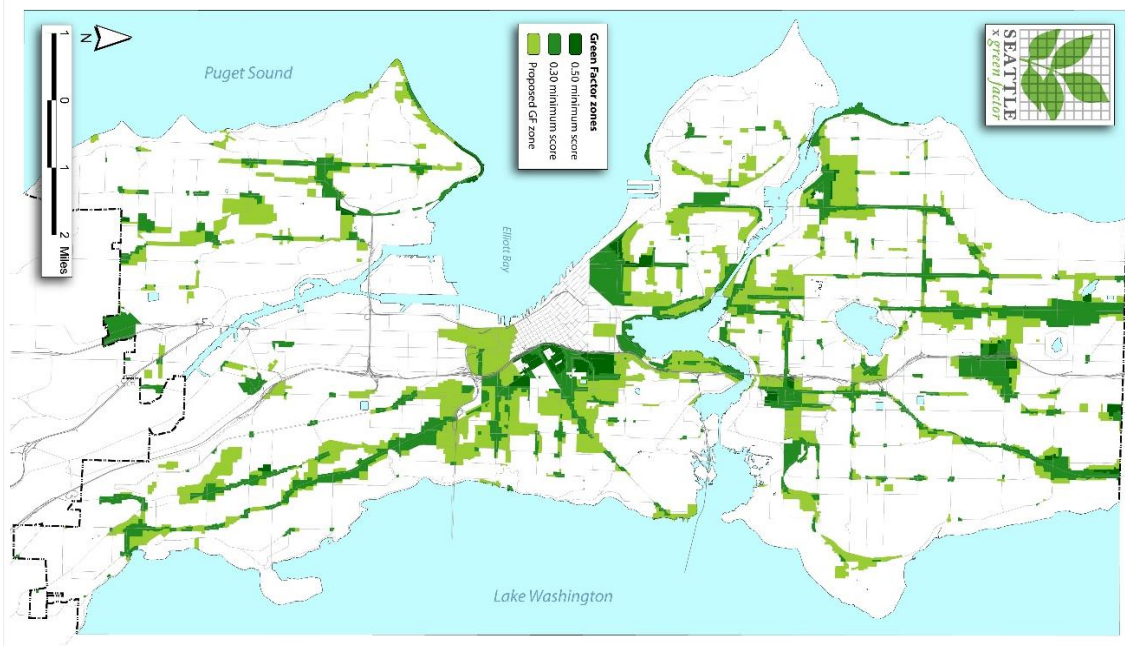 SEATTLE
x green factor
Green Factor zones
0.50 minimum score
0.30 minimum score
Proposed GF zone
Puget Sound
Elliott Bay
Lake Washington
N
1 0 1 2 Miles